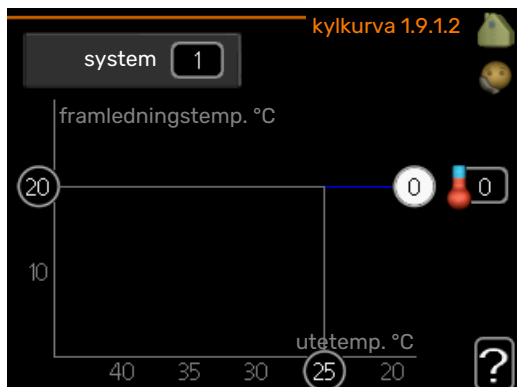 kylkurva 1.9.1.2
system 1
framledningstemp. °C
20
0
0
10
utetemp. °C
40 35 30 25 20
?